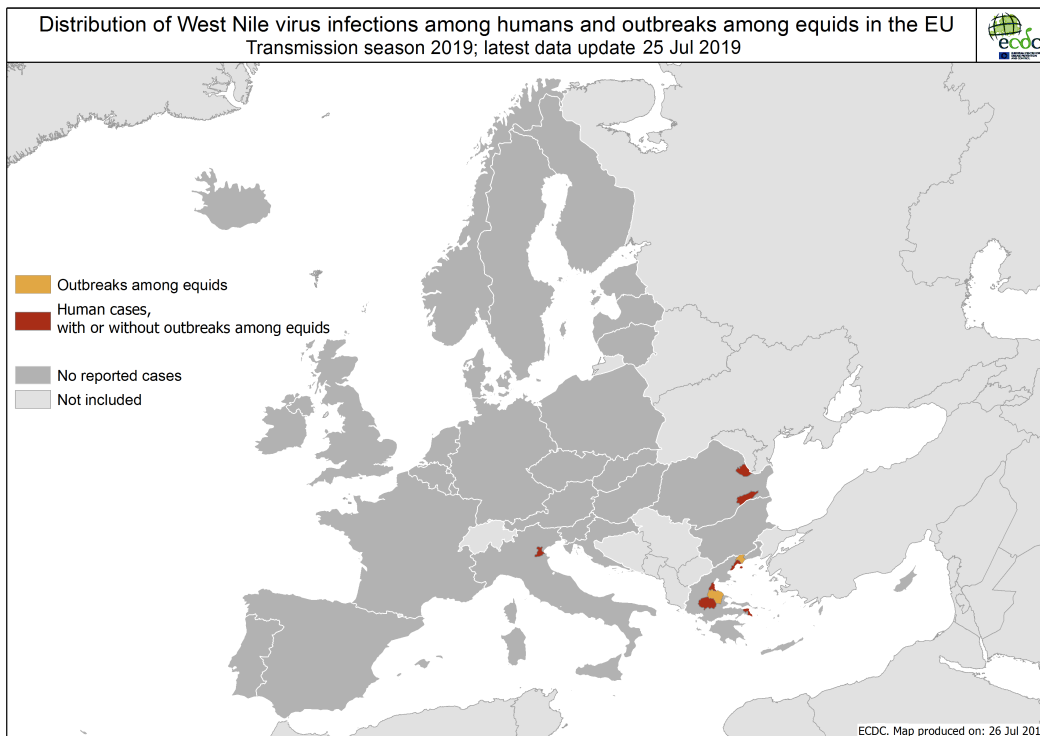 Distribution of West Nile virus infections among humans and outbreaks among equids in the EU
Transmission season 2019; latest data update 25 Jul 2019
ecdc
Outbreaks among equids
Human cases,
with or without outbreaks among equids
No reported cases
Not included
ECDC. Map produced on: 26 Jul 201